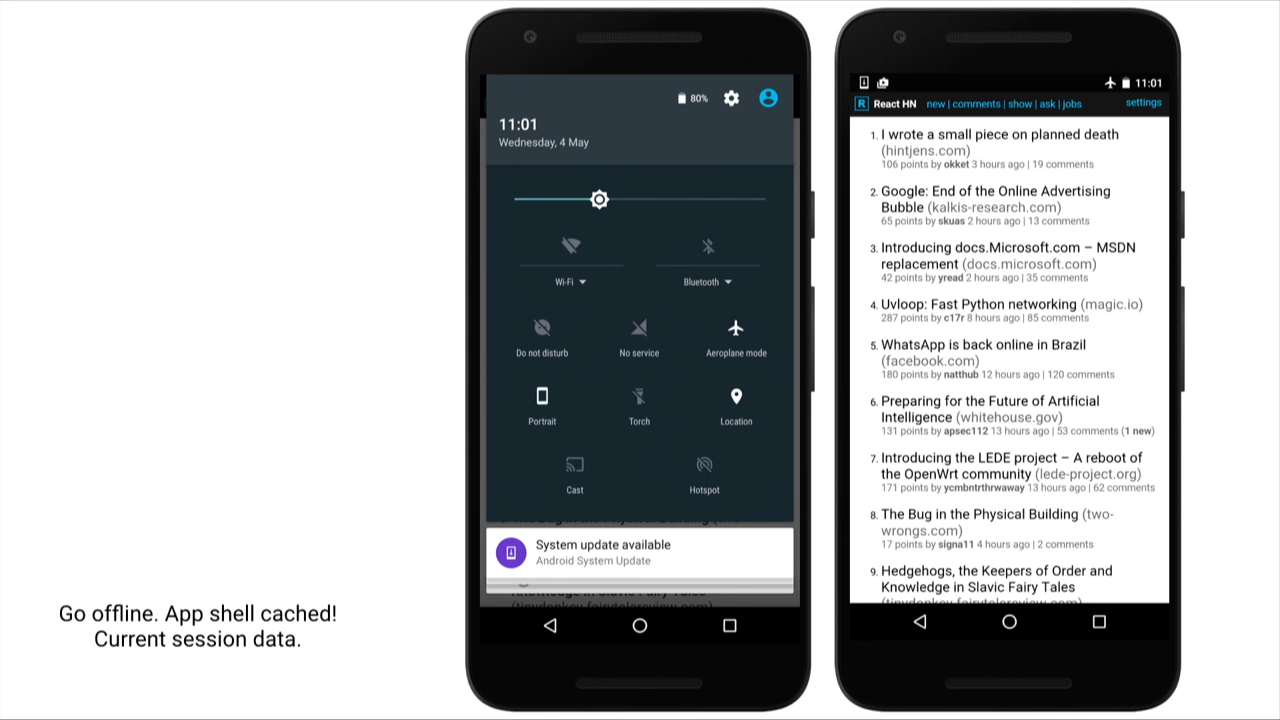 Go offline. App shell cached!
Current session data.
80%
11:01
Wednesday, 4 May
Wi-Fi
Bluetooth
Do not disturb
No service
Aeroplane mode
Portrait
Torch
Location
Cast
Hotspot
System update available
Android System Update
11:01
R React HN new | comments | show | ask | jobs settings
1. I wrote a small piece on planned death
(hintjens.com)
106 points by okket 3 hours ago | 19 comments
2. Google: End of the Online Advertising
Bubble (kalkis-research.com)
65 points by skuas 2 hours ago | 13 comments
3. Introducing docs.Microsoft.com – MSDN
replacement (docs.microsoft.com)
42 points by yread 2 hours ago | 35 comments
4. Uvloop: Fast Python networking (magic.io)
287 points by c17r 8 hours ago | 85 comments
5. WhatsApp is back online in Brazil
(facebook.com)
180 points by natthub 12 hours ago | 120 comments
6. Preparing for the Future of Artificial
Intelligence (whitehouse.gov)
131 points by apsec112 13 hours ago | 53 comments (1 new)
7. Introducing the LEDE project – A reboot of
the OpenWrt community (lede-project.org)
171 points by ycmbntrthrwaway 13 hours ago | 62 comments
8. The Bug in the Physical Building (two-
wrongs.com)
17 points by signa11 4 hours ago | 2 comments
9. Hedgehogs, the Keepers of Order and
Knowledge in Slavic Fairy Tales